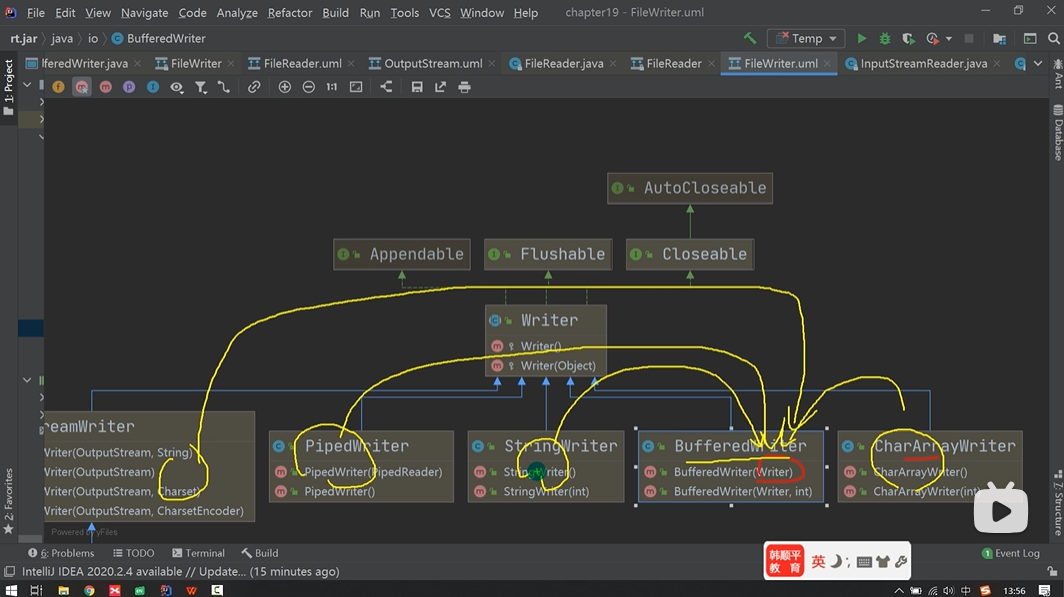 File Edit View Navigate Code Analyze Refactor Build Run Tools VCS Window Help chapter19 - FileWriter.uml
rt.jar java io BufferedWriter Temp
lferedWriter.java FileWriter FileReader.uml OutputStream.uml FileReader.java FileReader FileWriter.uml InputStreamReader.java
1: Project
Ant
Database
1:1
AutoCloseable
Appendable Flushable Closeable
Writer
Writer()
Writer(Object)
reamWriter
Writer(OutputStream, String)
Writer(OutputStream)
Writer(OutputStream, Charset)
Writer(OutputStream, CharsetEncoder)
PipedWriter
PipedWriter(PipedReader)
PipedWriter()
StringWriter
StringWriter()
StringWriter(int)
BufferedWriter
BufferedWriter(Writer)
BufferedWriter(Writer, int)
CharArrayWriter
CharArrayWriter()
CharArrayWriter(int)
Powered by yFiles
2: Favorites
7: Structure
6: Problems TODO Terminal Build 1 Event Log
IntelliJ IDEA 2020.2.4 available // Update... (15 minutes ago)
韩顺平
教育
英
中 13:56